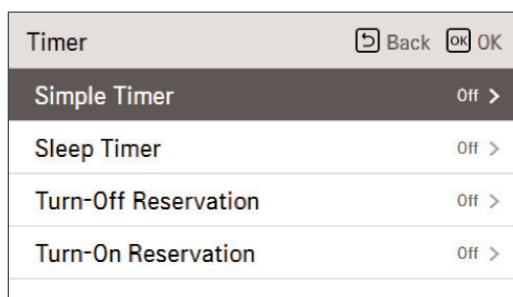 Timer Back OK OK
Simple Timer Off >
Sleep Timer Off >
Turn-Off Reservation Off >
Turn-On Reservation Off >